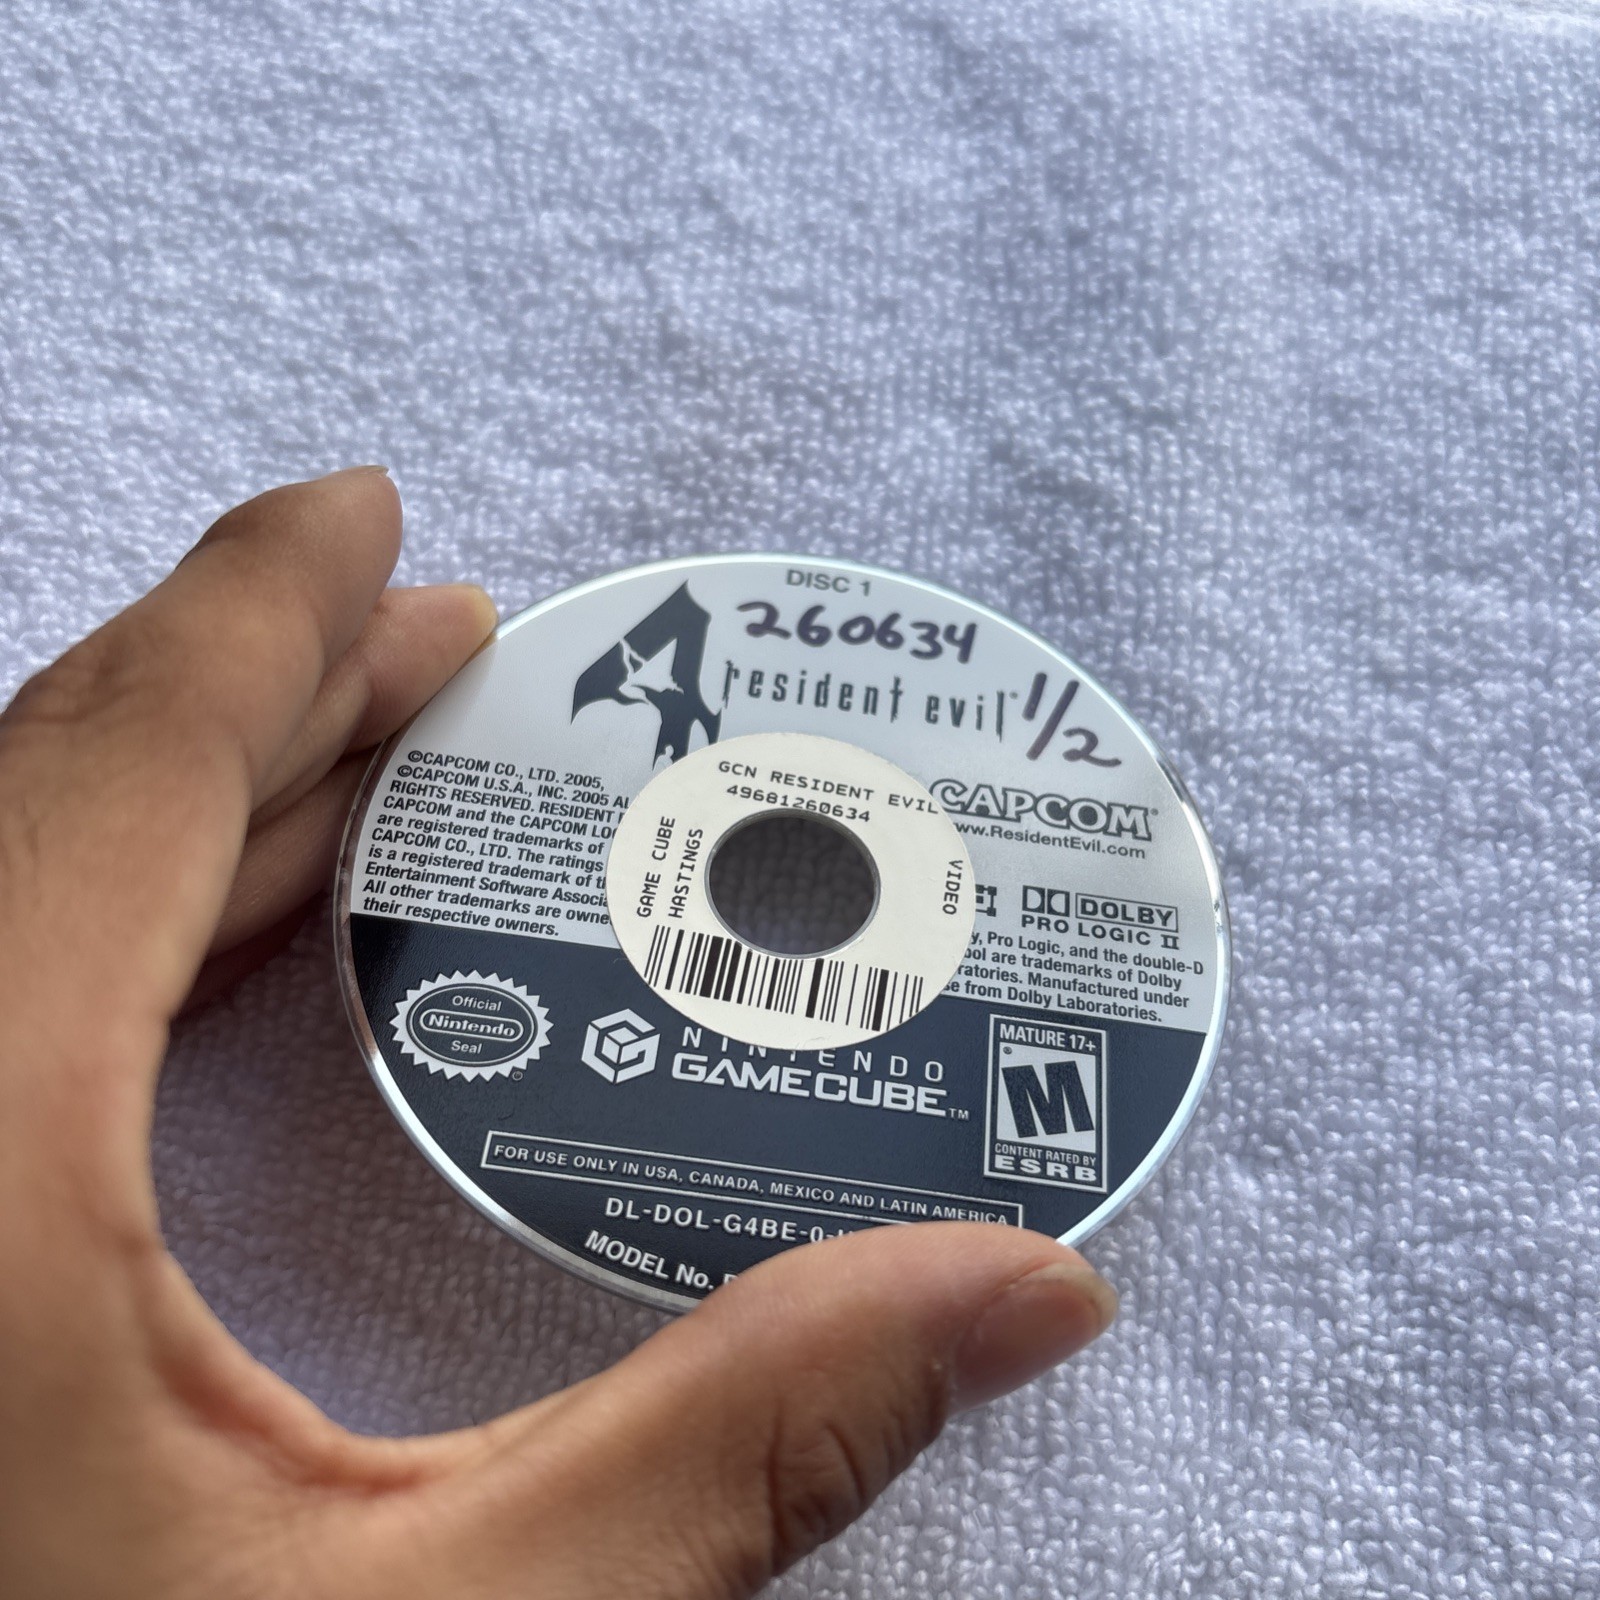 DISC 1
260634
4
resident evil
1/2
©CAPCOM CO., LTD. 2005,
©CAPCOM U.S.A., INC. 2005
RIGHTS RESERVED. RESIDENT
CAPCOM and the CAPCOM
are registered trademarks of
CAPCOM CO., LTD. The ratings
is a registered trademark of
Entertainment Software
All other trademarks are
their respective owners.
GCN RESIDENT EVIL
49681260634
GAME CUBE
HASTINGS
VIDEO
CAPCOM®
www.ResidentEvil.com
DOLBY
PRO LOGIC II
Pro Logic, and the double-D
are trademarks of Dolby
Manufactured under
from Dolby Laboratories.
Official
Nintendo
Seal
NINTENDO
GAMECUBE™
MATURE 17+
M
CONTENT RATED BY
ESRB
FOR USE ONLY IN USA, CANADA, MEXICO AND LATIN AMERICA
DL-DOL-G4BE-0-
MODEL No.